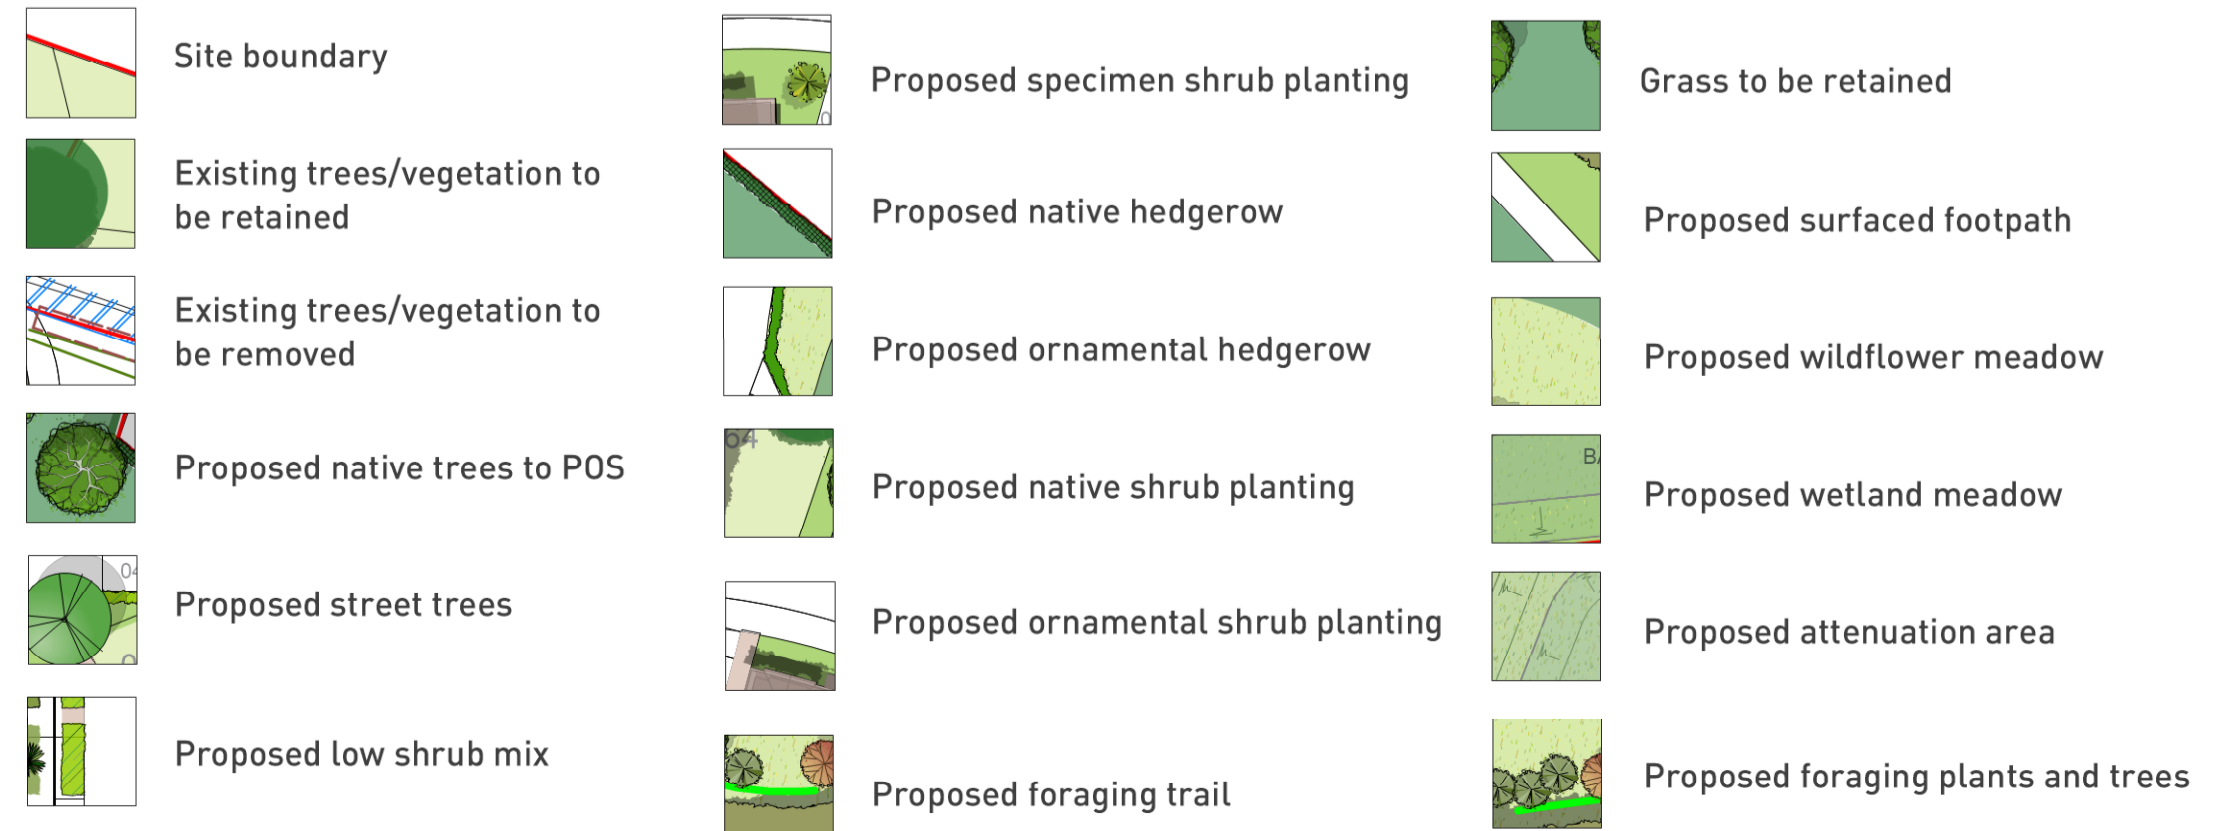 Site boundary
Existing trees/vegetation to
be retained
Existing trees/vegetation to
be removed
Proposed native trees to POS
Proposed street trees
04
Proposed low shrub mix
Proposed specimen shrub planting
Proposed native hedgerow
Proposed ornamental hedgerow
64
Proposed native shrub planting
Proposed ornamental shrub planting
Proposed foraging trail
Grass to be retained
Proposed surfaced footpath
Proposed wildflower meadow
Proposed wetland meadow
Proposed attenuation area
Proposed foraging plants and trees